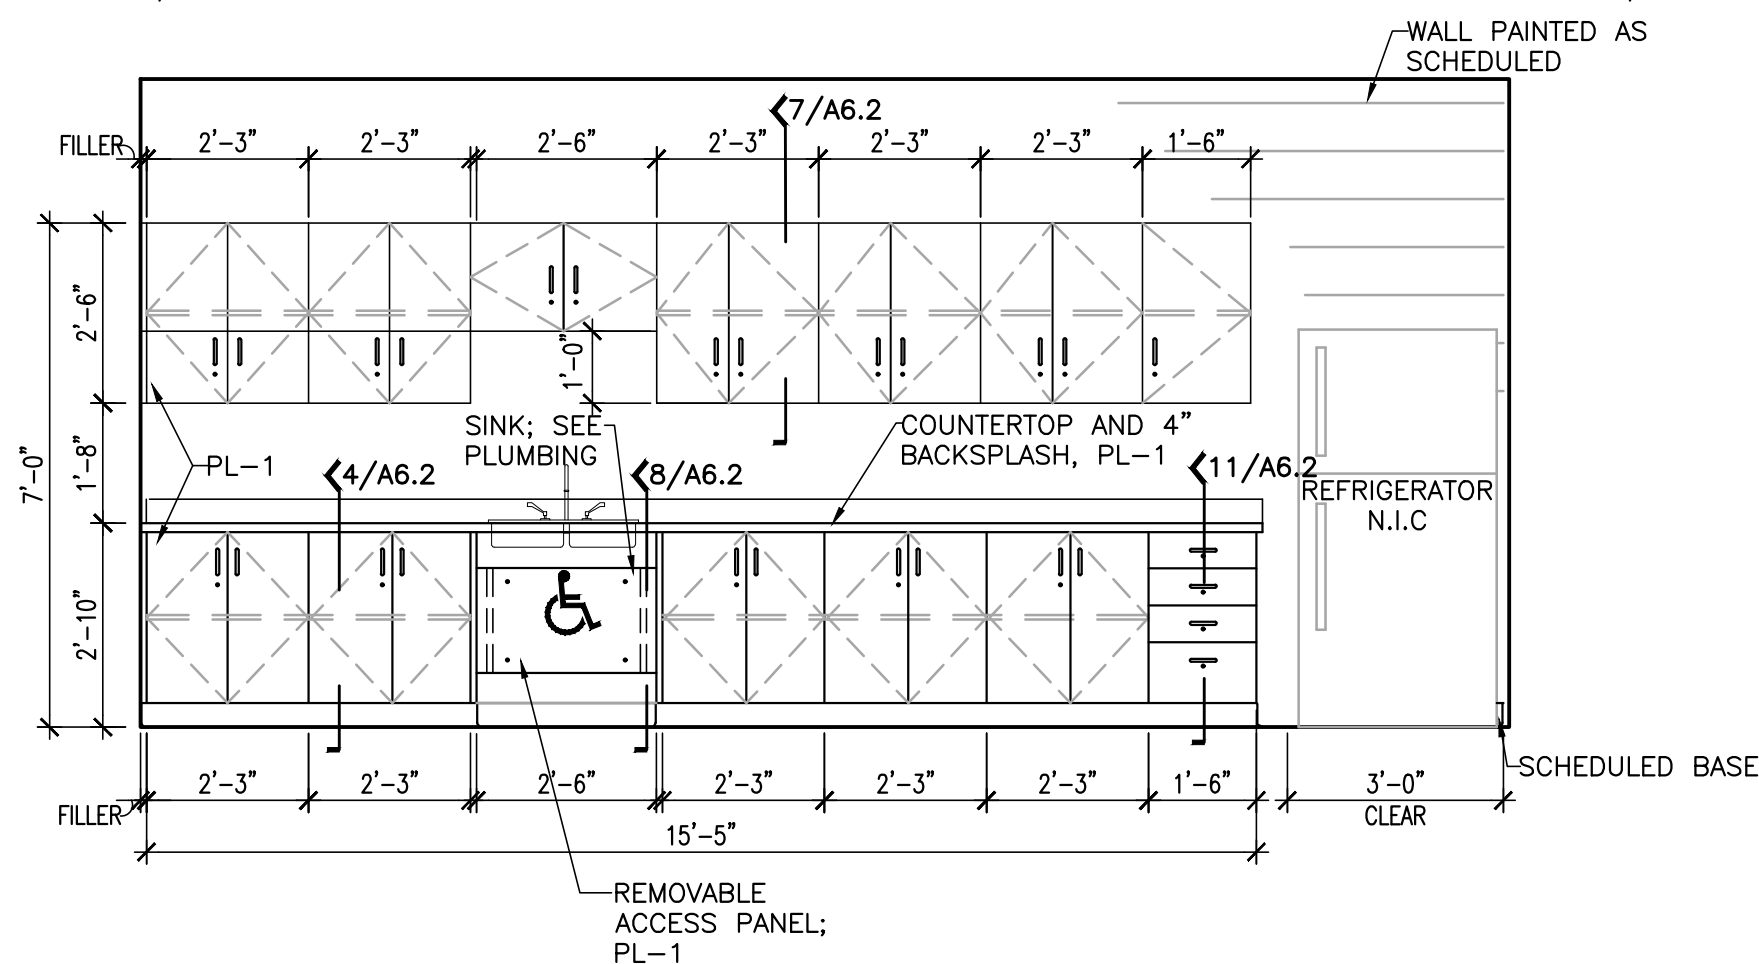 WALL PAINTED AS
SCHEDULED
7/A6.2
FILLER
2'-3"
2'-3"
2'-6"
2'-3"
2'-3"
2'-3"
1'-6"
2'-6"
1'-0"
7'-0"
1'-8"
PL-1
4/A6.2
SINK; SEE
PLUMBING
8/A6.2
COUNTERTOP AND 4"
BACKSPLASH, PL-1
11/A6.2
REFRIGERATOR
N.I.C
2'-10"
SCHEDULED BASE
FILLER
2'-3"
2'-3"
2'-6"
2'-3"
2'-3"
2'-3"
1'-6"
3'-0"
CLEAR
15'-5"
REMOVABLE
ACCESS PANEL;
PL-1